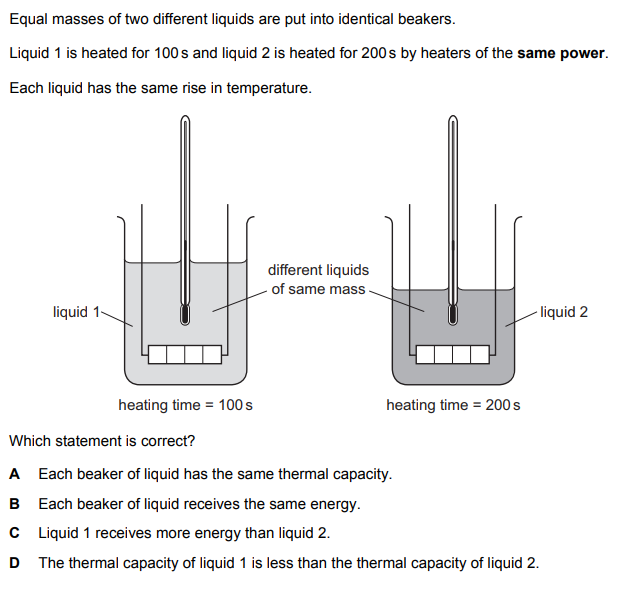 Equal masses of two different liquids are put into identical beakers.
Liquid 1 is heated for 100 s and liquid 2 is heated for 200 s by heaters of the same power.
Each liquid has the same rise in temperature.
different liquids
of same mass
liquid 1
liquid 2
heating time = 100 s
heating time = 200 s
Which statement is correct?
A Each beaker of liquid has the same thermal capacity.
B Each beaker of liquid receives the same energy.
C Liquid 1 receives more energy than liquid 2.
D The thermal capacity of liquid 1 is less than the thermal capacity of liquid 2.